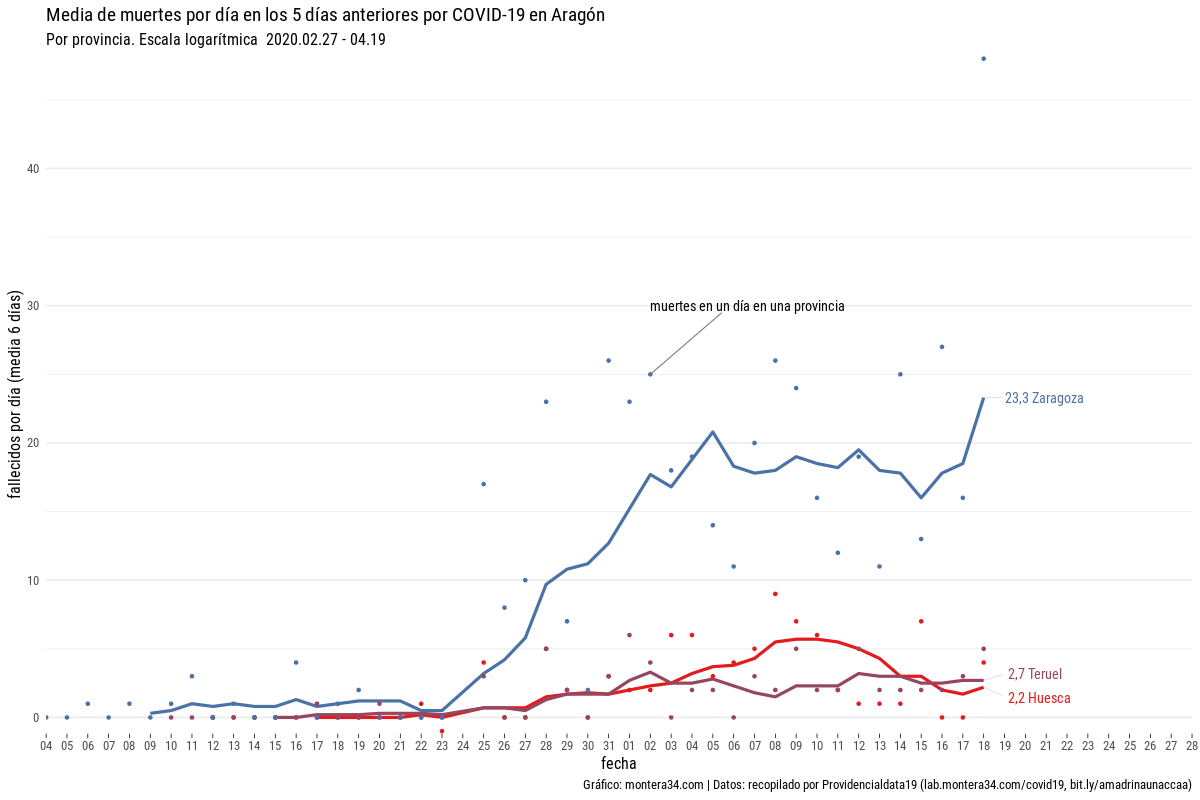 Media de muertes por día en los 5 días anteriores por COVID-19 en Aragón
Por provincia. Escala logarítmica 2020.02.27 - 04.19
fallecidos por día (media 6 días)
40
30
20
10
0
muertes en un día en una provincia
23,3 Zaragoza
2,7 Teruel
2,2 Huesca
04 05 06 07 08 09 10 11 12 13 14 15 16 17 18 19 20 21 22 23 24 25 26 27 28 29 30 31 01 02 03 04 05 06 07 08 09 10 11 12 13 14 15 16 17 18 19 20 21 22 23 24 25 26 27 28
fecha
Gráfico: montera34.com | Datos: recopilado por Providencialdata19 (lab.montera34.com/covid19, bit.ly/amadrinaunaccaa)